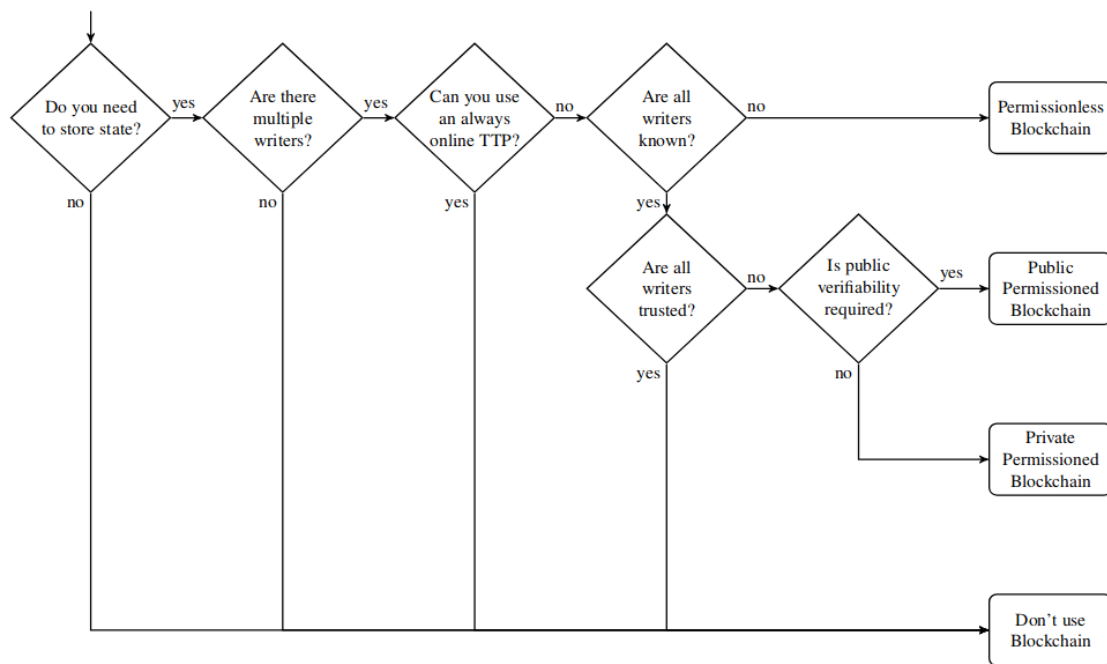 Do you need
to store state?
yes
no
Are there
multiple
writers?
yes
no
Can you use
an always
online TTP?
no
yes
Are all
writers
known?
no
yes
Permissionless
Blockchain
Are all
writers
trusted?
no
yes
Is public
verifiability
required?
yes
no
Public
Permissioned
Blockchain
Private
Permissioned
Blockchain
Don’t use
Blockchain